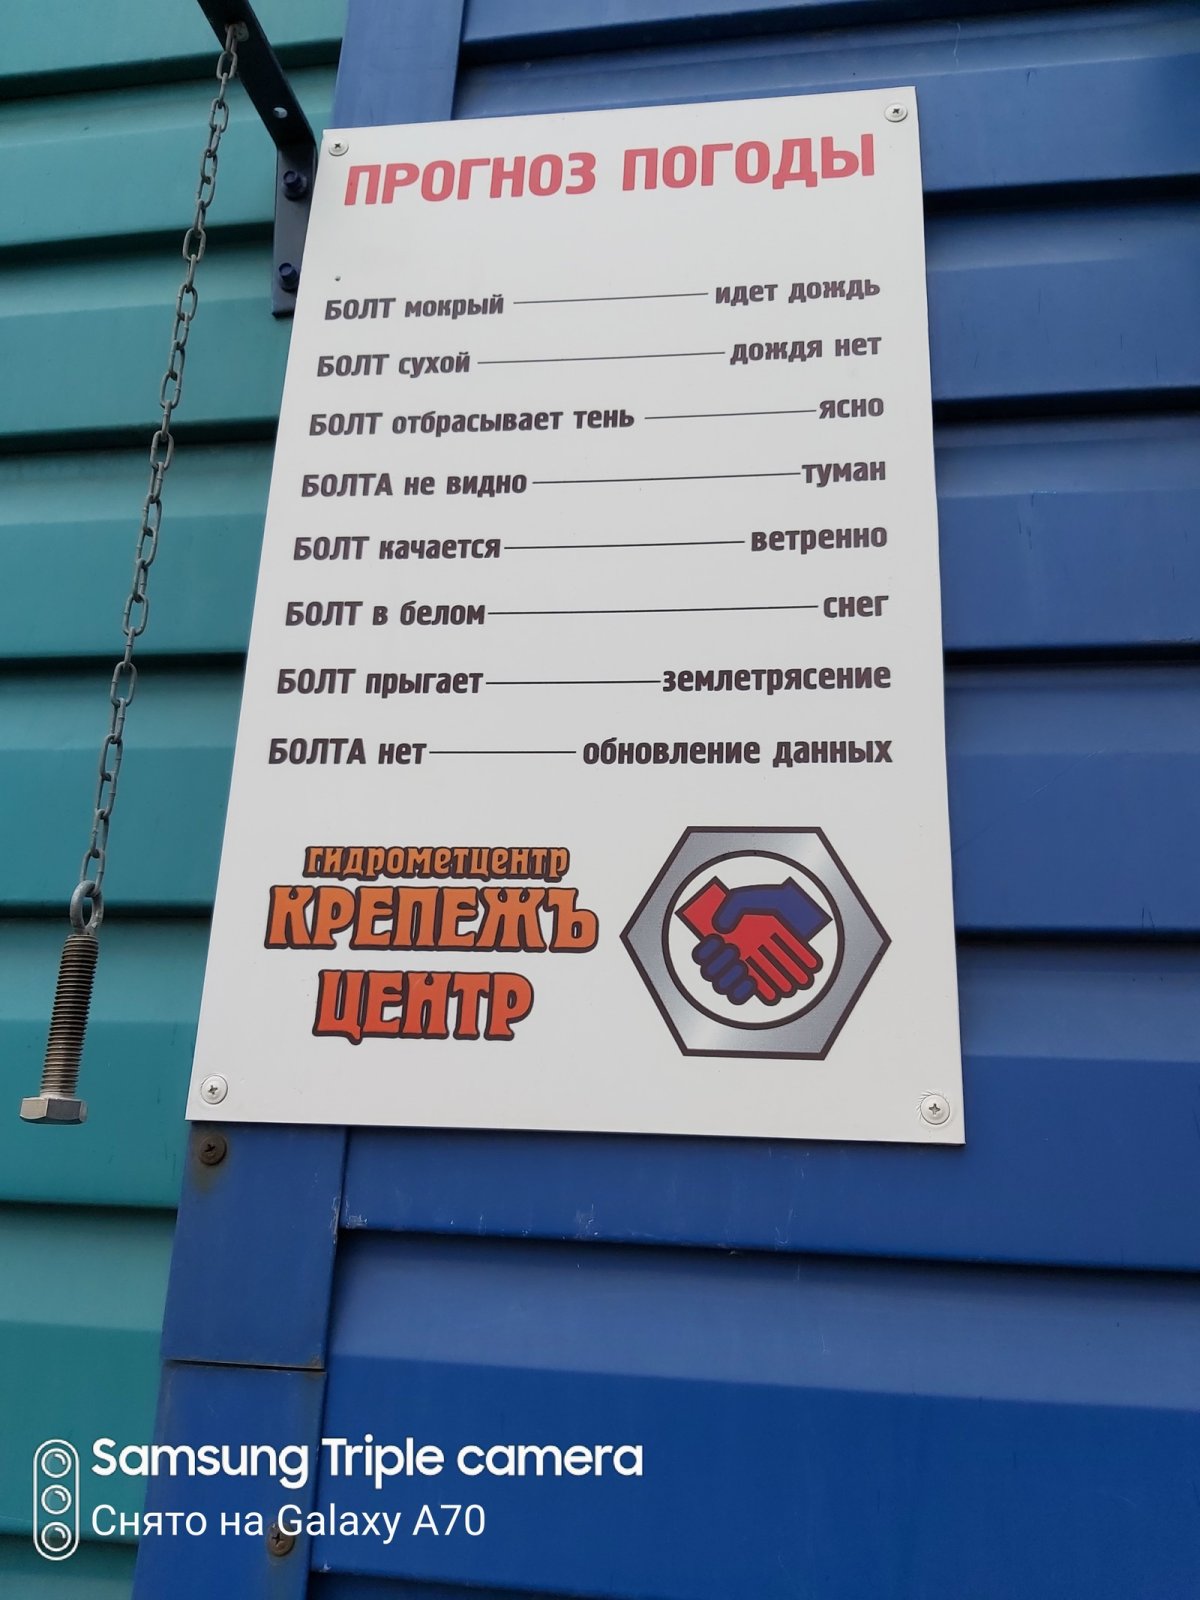 ПРОГНОЗ ПОГОДЫ
БОЛТ мокрый идет дождь
БОЛТ сухой дождя нет
БОЛТ отбрасывает тень ясно
БОЛТА не видно туман
БОЛТ качается ветренно
БОЛТ в белом снег
БОЛТ прыгает землетрясение
БОЛТА нет обновление данных
гидрометцентр
КРЕПЕЖЪ
ЦЕНТР
Samsung Triple camera
Снято на Galaxy A70